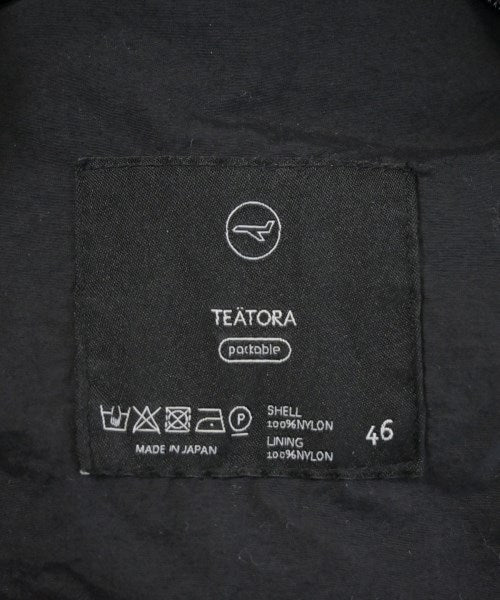 TEÄTORA
packable
SHELL
100%NYLON
LINING
100%NYLON
46
P
MADE IN JAPAN